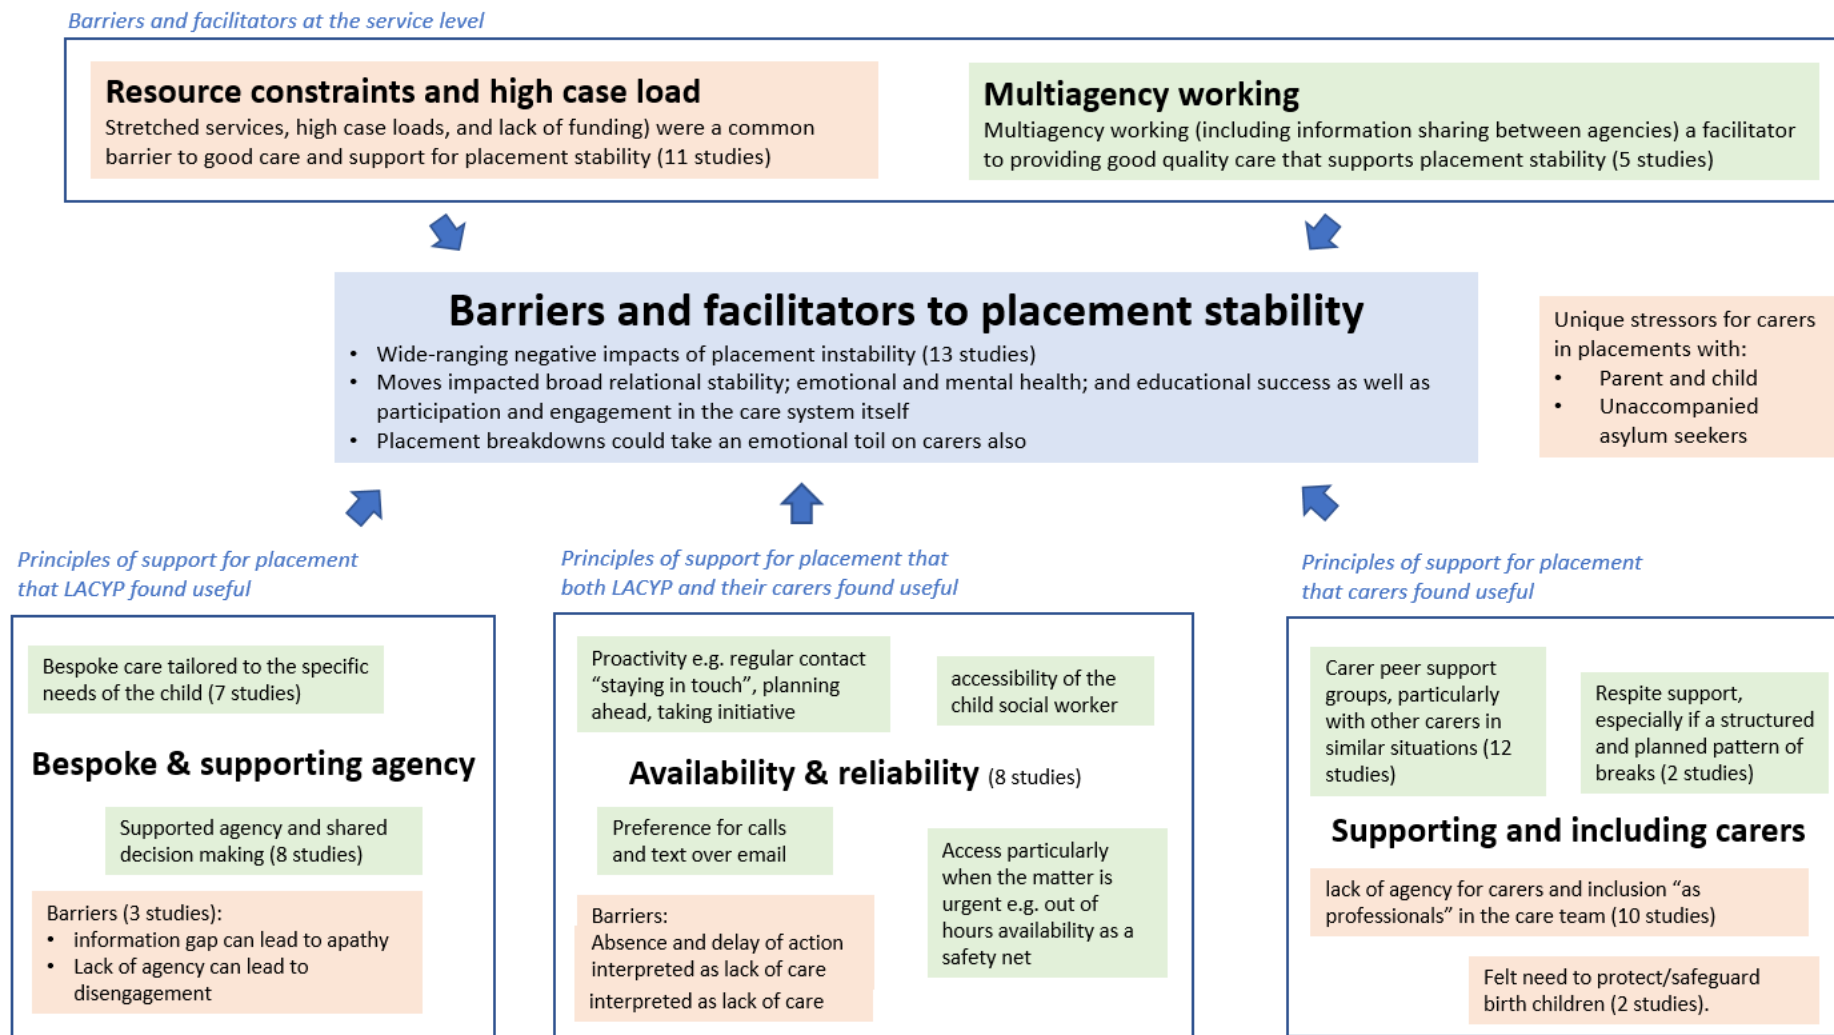 Barriers and facilitators at the service level
Resource constraints and high case load
Stretched services, high case loads, and lack of funding) were a common
barrier to good care and support for placement stability (11 studies)
Multiagency working
Multiagency working (including information sharing between agencies) a facilitator
to providing good quality care that supports placement stability (5 studies)
Barriers and facilitators to placement stability
• Wide-ranging negative impacts of placement instability (13 studies)
• Moves impacted broad relational stability; emotional and mental health; and educational success as well as
participation and engagement in the care system itself
• Placement breakdowns could take an emotional toil on carers also
Unique stressors for carers
in placements with:
• Parent and child
• Unaccompanied
asylum seekers
Principles of support for placement
that LACYP found useful
Bespoke care tailored to the specific
needs of the child (7 studies)
Bespoke & supporting agency
Supported agency and shared
decision making (8 studies)
Barriers (3 studies):
• information gap can lead to apathy
• Lack of agency can lead to
disengagement
Principles of support for placement that
both LACYP and their carers found useful
Proactivity e.g. regular contact
“staying in touch”, planning
ahead, taking initiative
accessibility of the
child social worker
Availability & reliability (8 studies)
Preference for calls
and text over email
Access particularly
when the matter is
urgent e.g. out of
hours availability as a
safety net
Barriers:
Absence and delay of action
interpreted as lack of care
interpreted as lack of care
Principles of support for placement
that carers found useful
Carer peer support
groups, particularly
with other carers in
similar situations (12
studies)
Respite support,
especially if a structured
and planned pattern of
breaks (2 studies)
Supporting and including carers
lack of agency for carers and inclusion “as
professionals” in the care team (10 studies)
Felt need to protect/safeguard
birth children (2 studies).